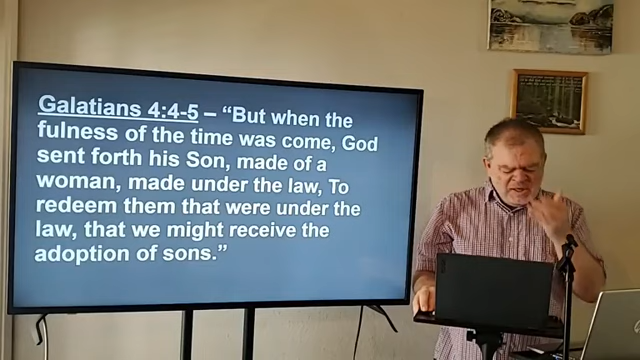 Galatians 4:4-5 – “But when the
fulness of the time was come, God
sent forth his Son, made of a
woman, made under the law, To
redeem them that were under the
law, that we might receive the
adoption of sons.”